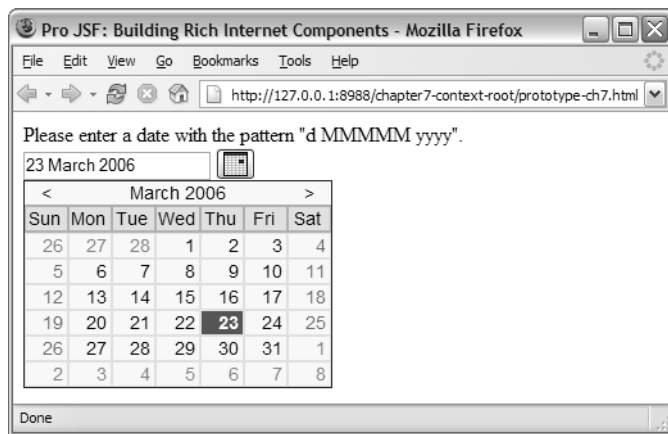 Pro JSF: Building Rich Internet Components - Mozilla Firefox
File Edit View Go Bookmarks Tools Help
http://127.0.0.1:8988/chapter7-context-root/prototype-ch7.html
Please enter a date with the pattern "d MMMMM yyyy".
23 March 2006
< March 2006 >
Sun Mon Tue Wed Thu Fri Sat
26 27 28 1 2 3 4
5 6 7 8 9 10 11
12 13 14 15 16 17 18
19 20 21 22 23 24 25
26 27 28 29 30 31 1
2 3 4 5 6 7 8
Done